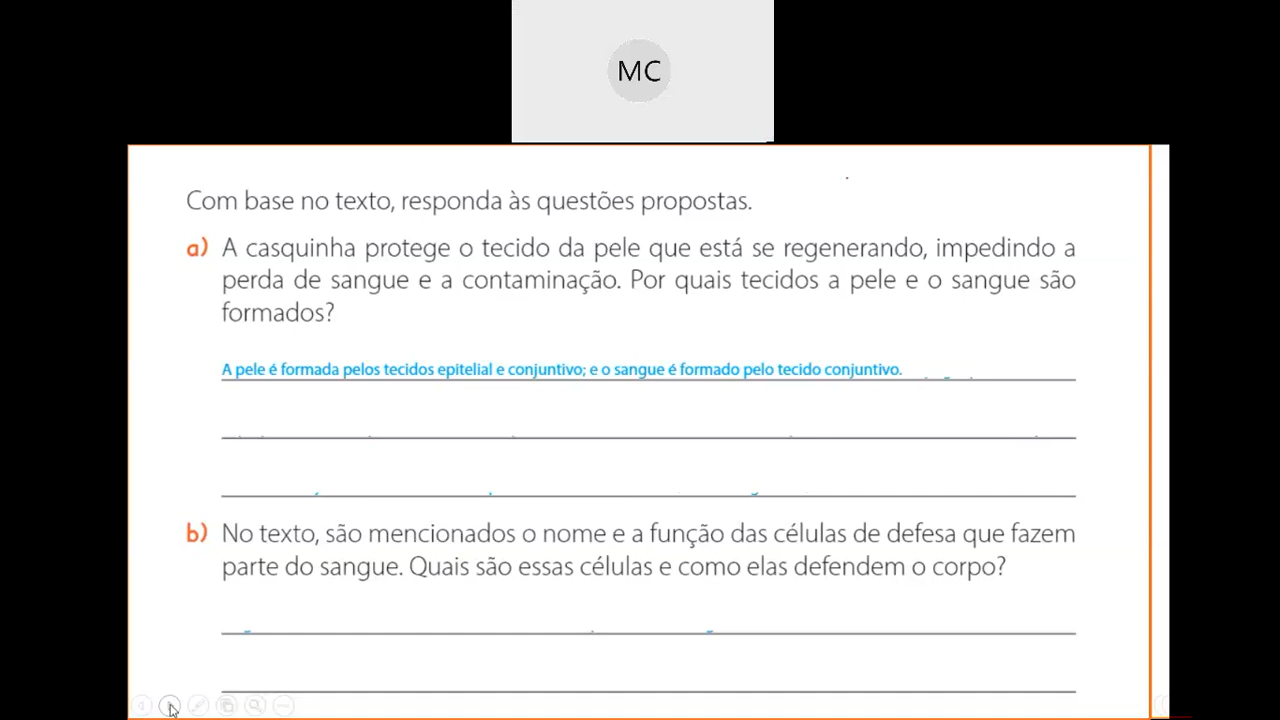 MC
Com base no texto, responda às questões propostas.
a) A casquinha protege o tecido da pele que está se regenerando, impedindo a
perda de sangue e a contaminação. Por quais tecidos a pele e o sangue são
formados?
A pele é formada pelos tecidos epitelial e conjuntivo; e o sangue é formado pelo tecido conjuntivo.
b) No texto, são mencionados o nome e a função das células de defesa que fazem
parte do sangue. Quais são essas células e como elas defendem o corpo?